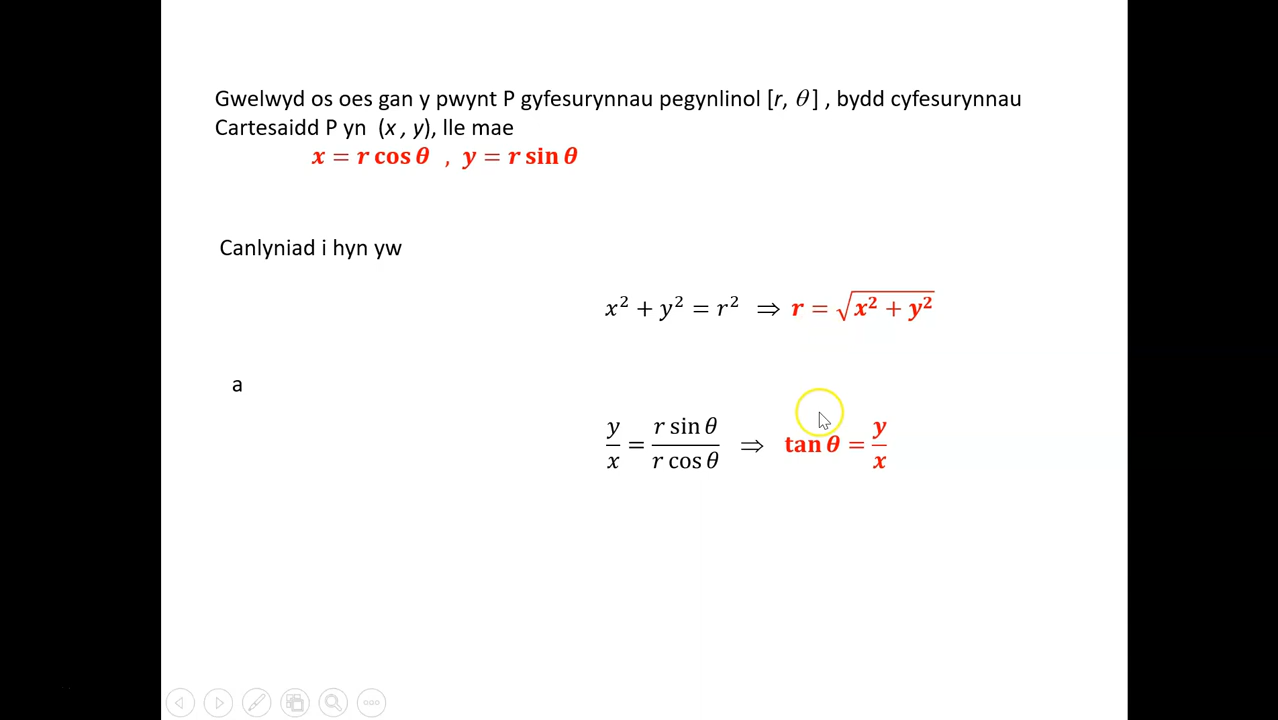 Gwelwyd os oes gan y pwynt P gyfesurynnau pegynlinol [r, θ] , bydd cyfesurynnau
Cartesaidd P yn (x , y), lle mae
x = r cos θ , y = r sin θ
Canlyniad i hyn yw
x² + y² = r² ⇒ r = √(x² + y²)
a
y/x = r sin θ / r cos θ ⇒ tan θ = y/x